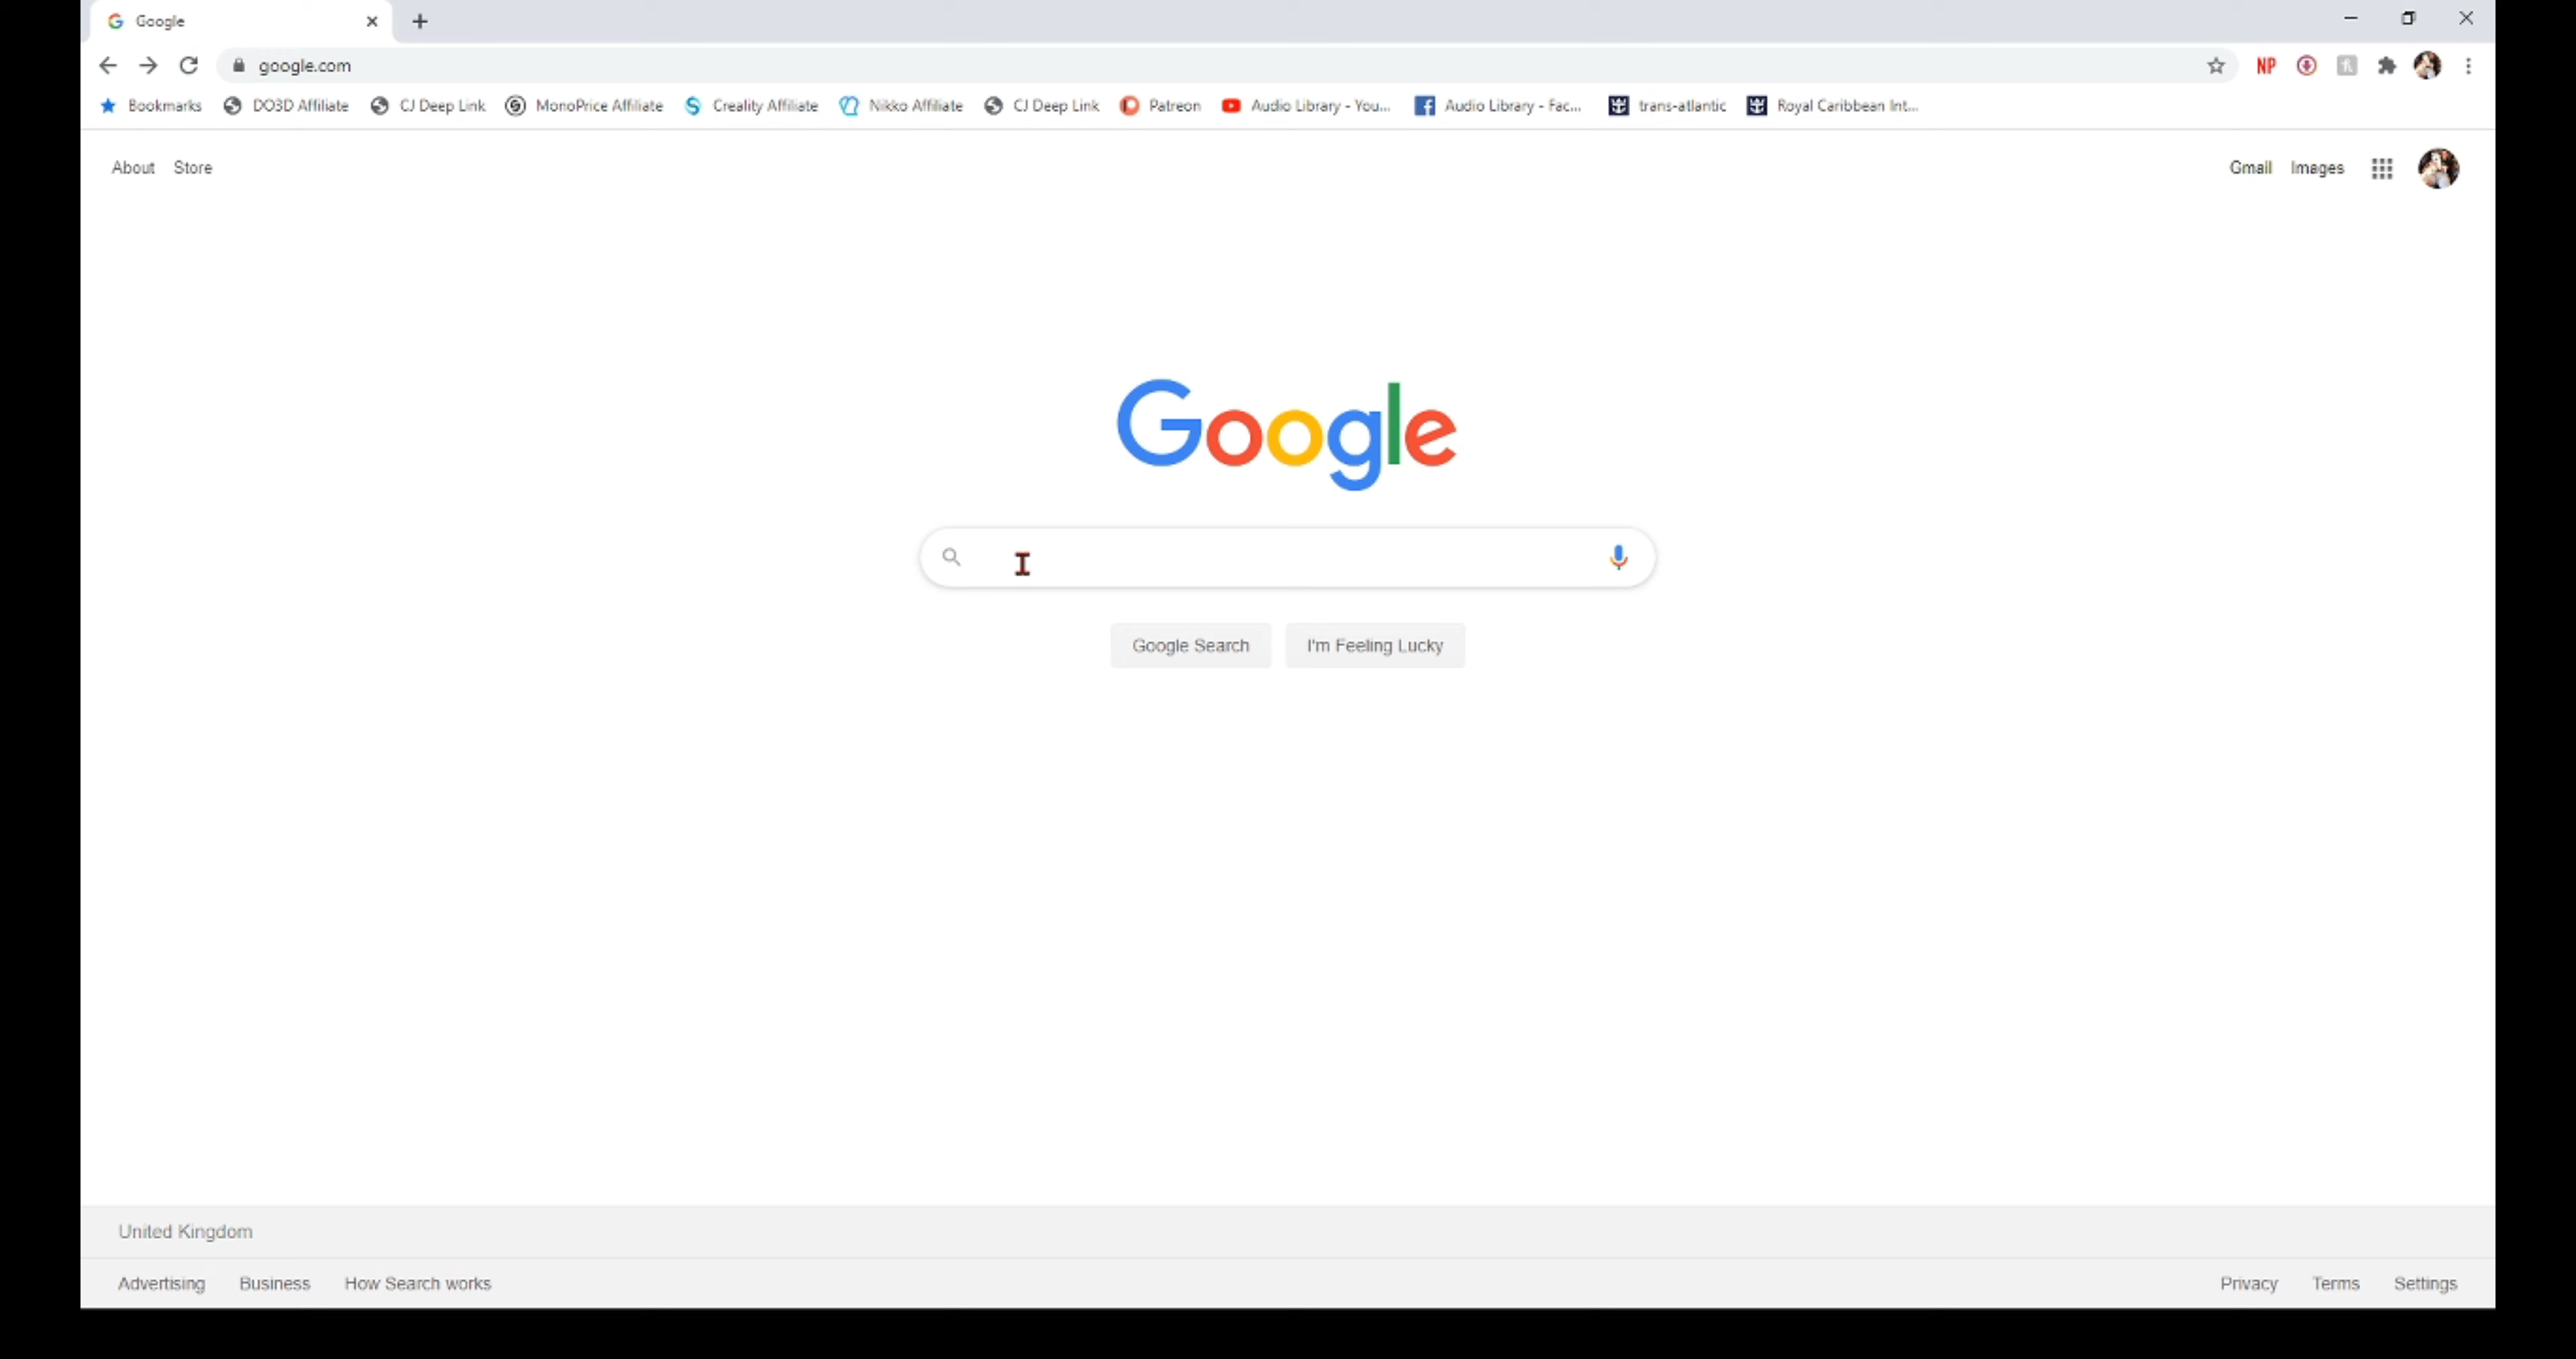 Google
google.com
NP
Bookmarks DO3D Affiliate CJ Deep Link MonoPrice Affiliate Creality Affiliate Nikko Affiliate CJ Deep Link Patreon Audio Library - You... Audio Library - Fac... trans-atlantic Royal Caribbean Int...
About Store Gmail Images
Google
Google Search I'm Feeling Lucky
United Kingdom
Advertising Business How Search works Privacy Terms Settings